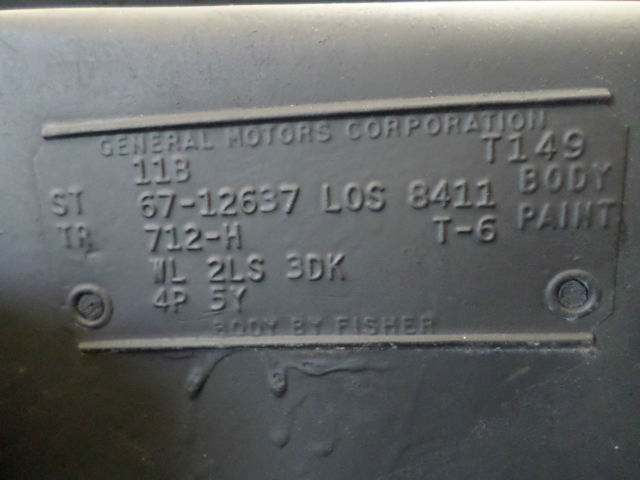 GENERAL MOTORS CORPORATION
11B T149
ST 67-12637 LOS 8411 BODY
TR 712-H T-6 PAINT
WL 2LS 3DK
4P 5Y
BODY BY FISHER